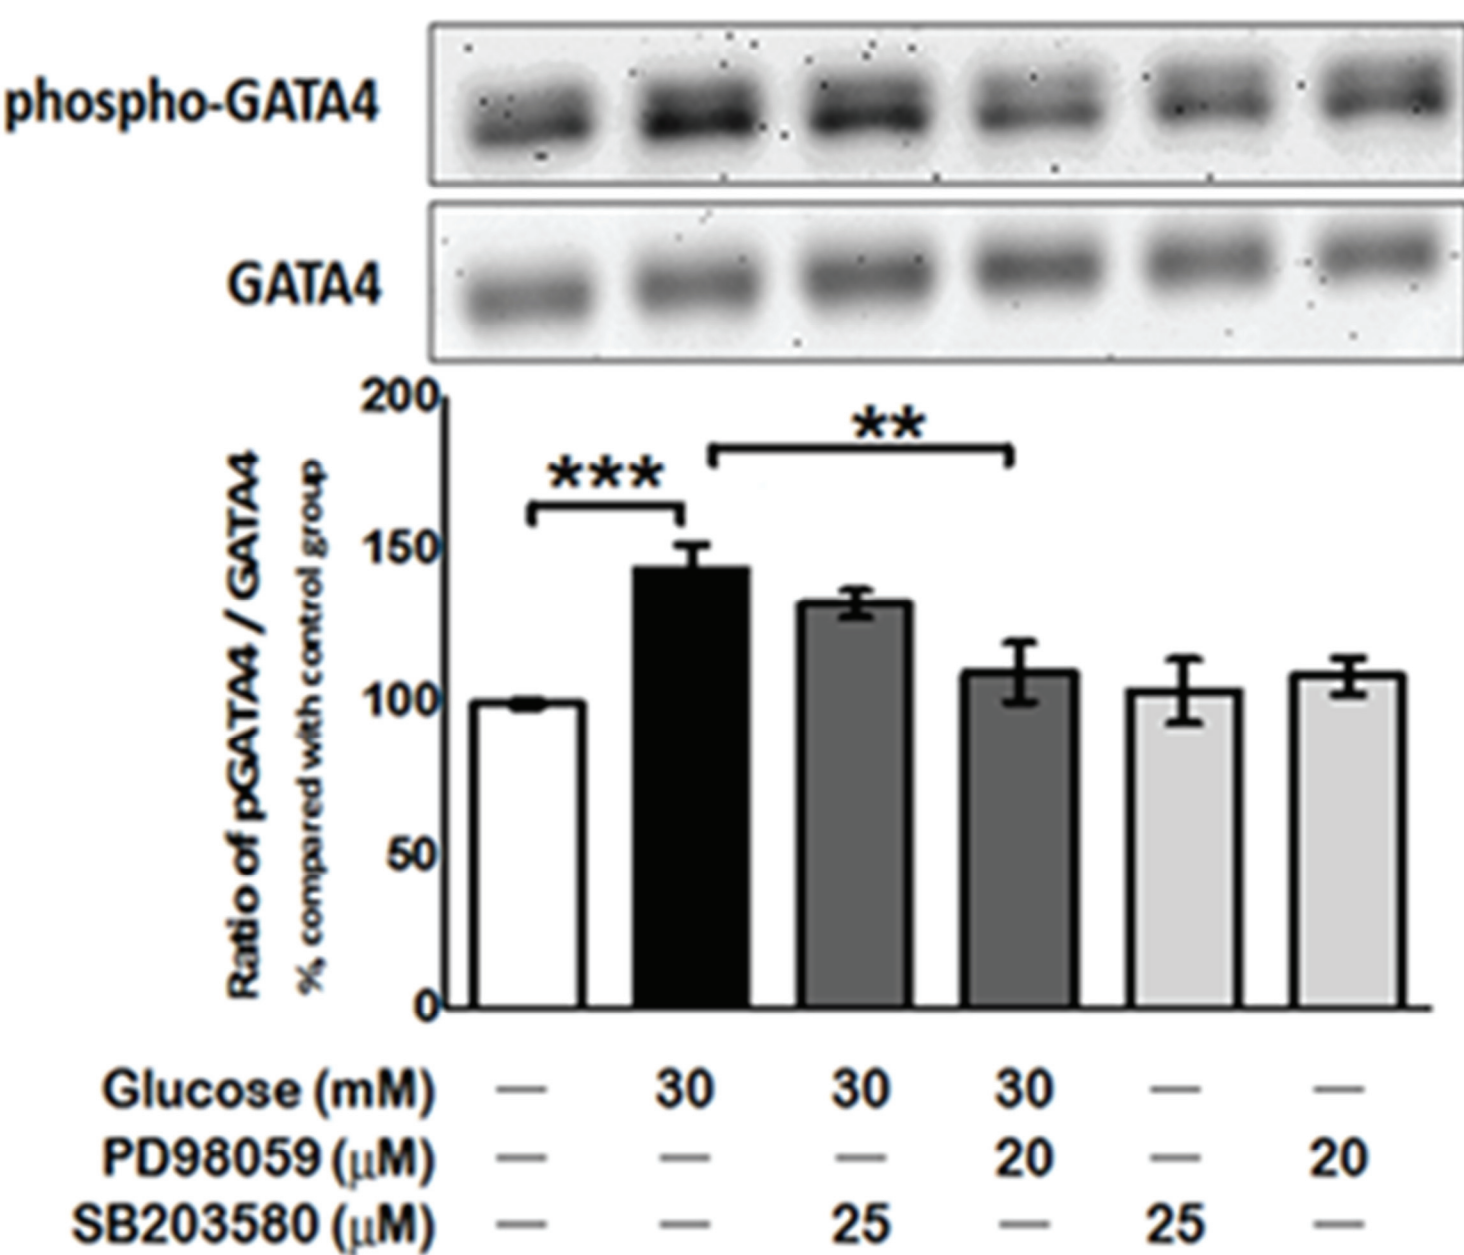 phospho-GATA4
GATA4
Ratio of pGATA4 / GATA4
%, compared with control group
200
150
100
50
0
***
**
Glucose (mM) — 30 30 30 — —
PD98059 (μM) — — — 20 — 20
SB203580 (μM) — — 25 — 25 —